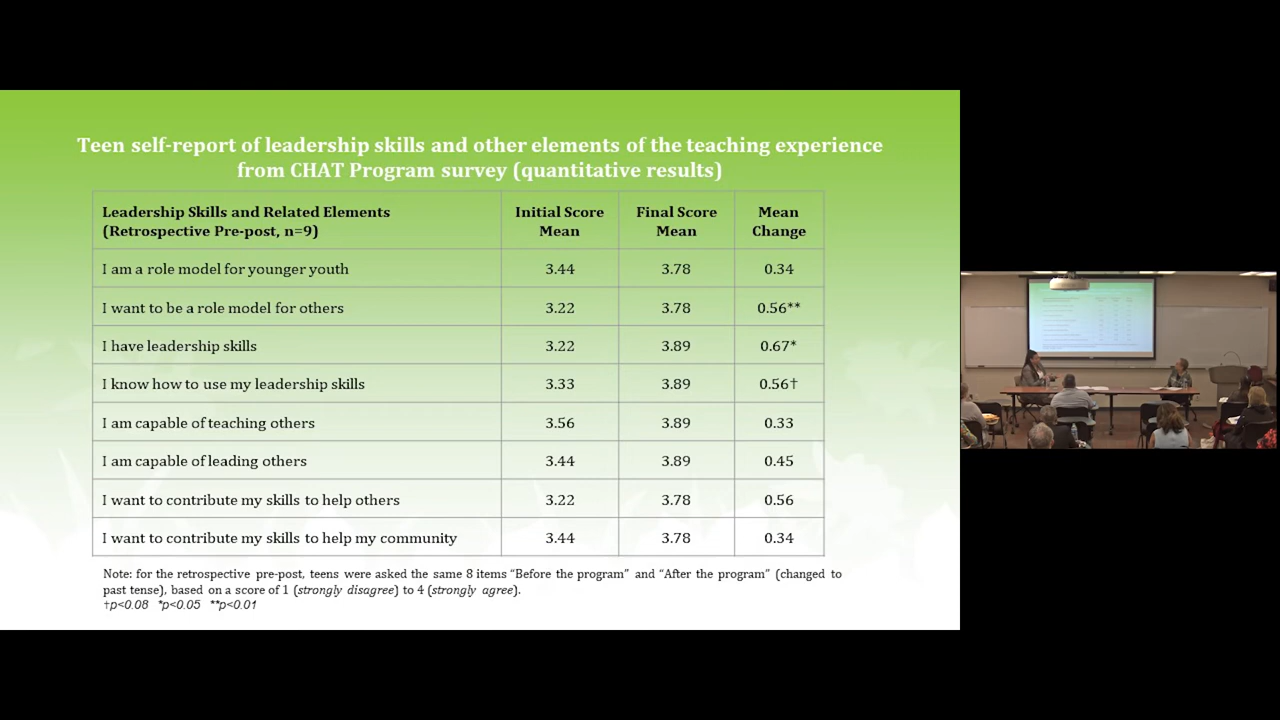 Teen self-report of leadership skills and other elements of the teaching experience
from CHAT Program survey (quantitative results)
Leadership Skills and Related Elements (Retrospective Pre-post, n=9) Initial Score Mean Final Score Mean Mean Change
I am a role model for younger youth 3.44 3.78 0.34
I want to be a role model for others 3.22 3.78 0.56**
I have leadership skills 3.22 3.89 0.67*
I know how to use my leadership skills 3.33 3.89 0.56†
I am capable of teaching others 3.56 3.89 0.33
I am capable of leading others 3.44 3.89 0.45
I want to contribute my skills to help others 3.22 3.78 0.56
I want to contribute my skills to help my community 3.44 3.78 0.34
Note: for the retrospective pre-post, teens were asked the same 8 items “Before the program” and “After the program” (changed to
past tense), based on a score of 1 (strongly disagree) to 4 (strongly agree).
†p<0.08 *p<0.05 **p<0.01